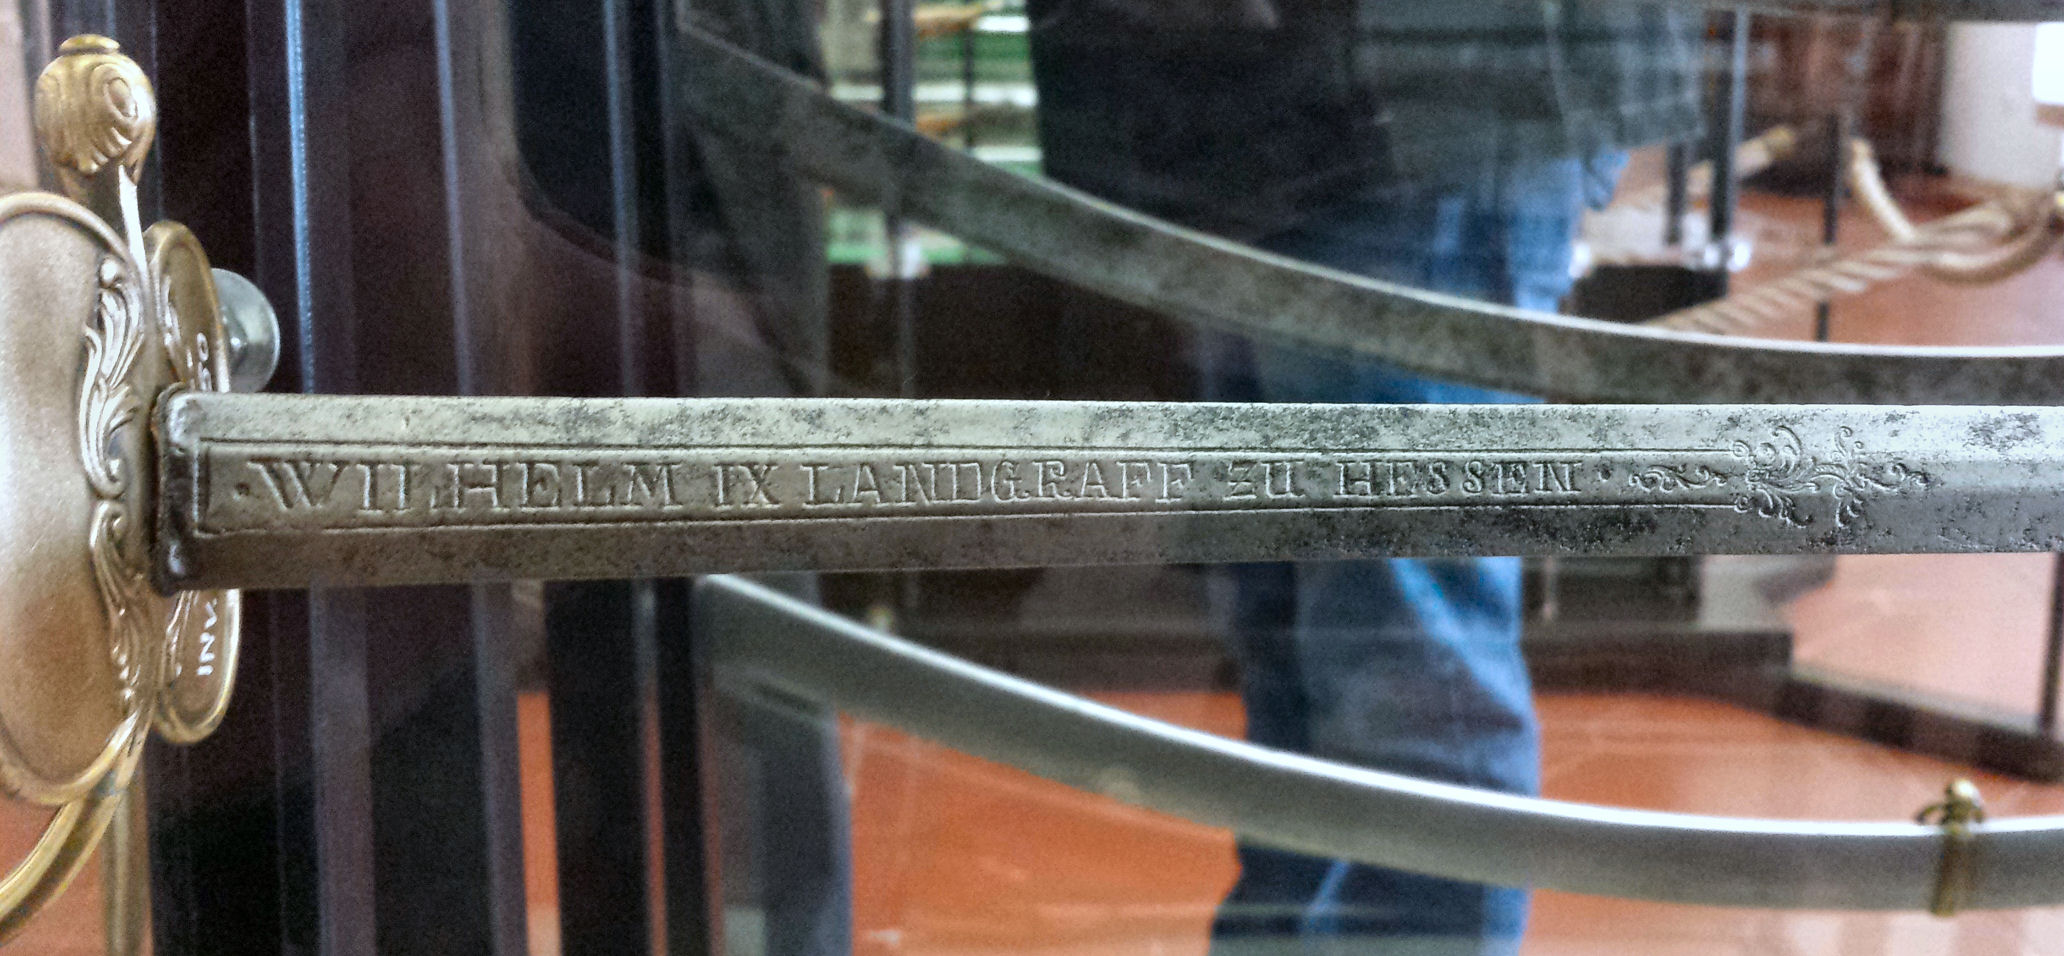 · WILHELM IX LANDGRAFF ZU HESSEN ·